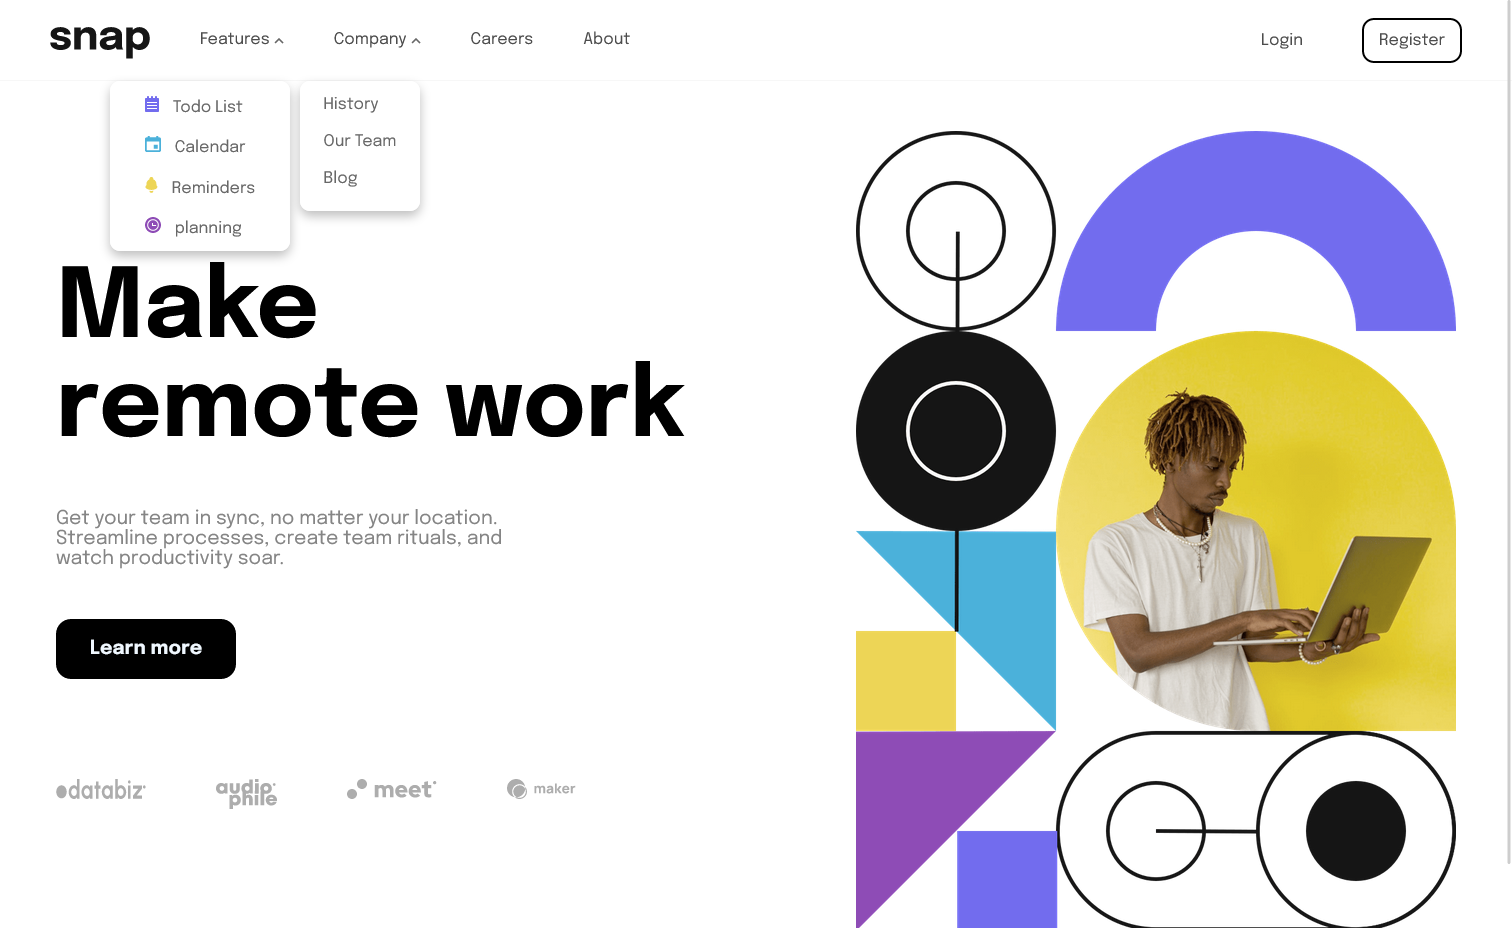 snap
Features
Company
Careers
About
Login
Register
Todo List
Calendar
Reminders
planning
History
Our Team
Blog
Make
remote work
Get your team in sync, no matter your location.
Streamline processes, create team rituals, and
watch productivity soar.
Learn more
databiz
audio
phile
meet
maker